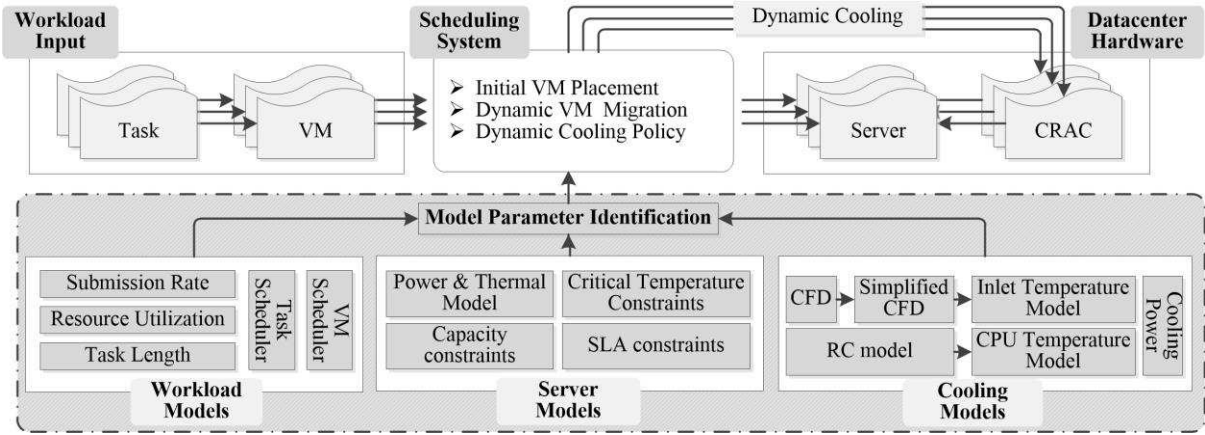 Workload
Input
Scheduling
System
Dynamic Cooling
Datacenter
Hardware
Task
VM
➢ Initial VM Placement
➢ Dynamic VM Migration
➢ Dynamic Cooling Policy
Server
CRAC
Model Parameter Identification
Submission Rate
Resource Utilization
Task Length
Task
Scheduler
VM
Scheduler
Workload
Models
Power & Thermal
Model
Critical Temperature
Constraints
Capacity
constraints
SLA constraints
Server
Models
CFD
Simplified
CFD
Inlet Temperature
Model
RC model
CPU Temperature
Model
Cooling
Power
Cooling
Models